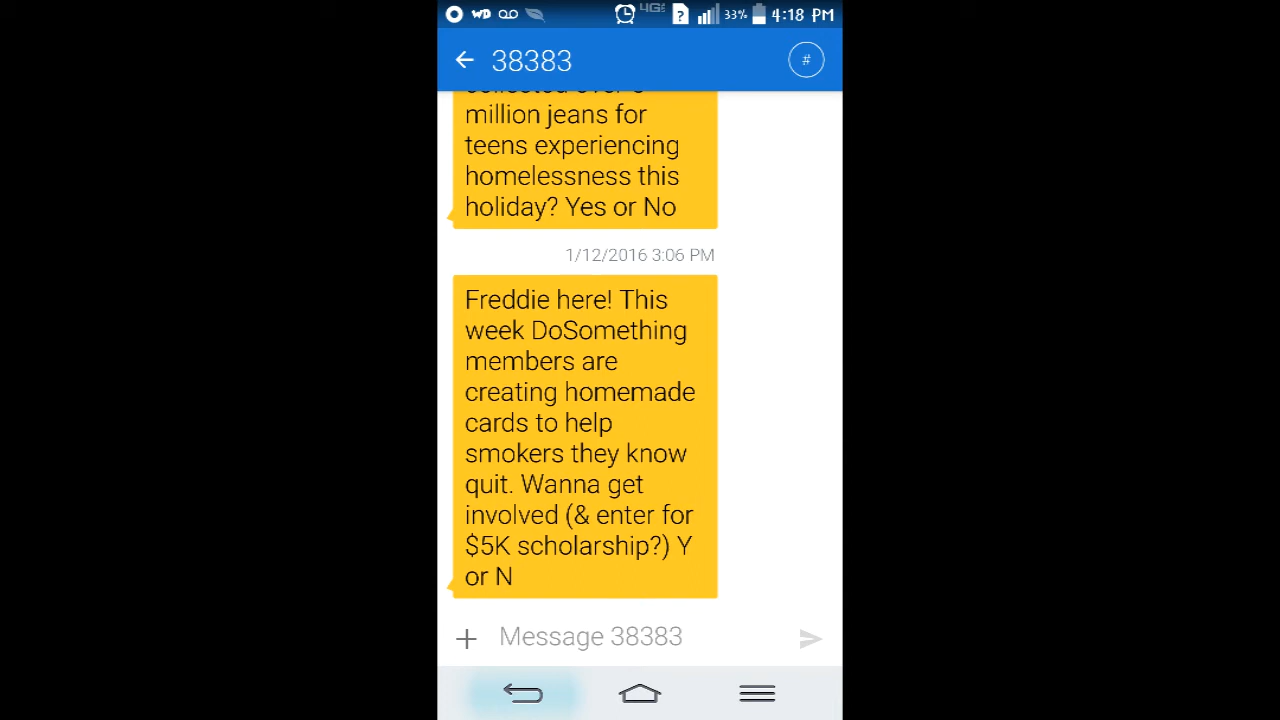 WD 4G 33% 4:18 PM
38383 #
million jeans for
teens experiencing
homelessness this
holiday? Yes or No
1/12/2016 3:06 PM
Freddie here! This
week DoSomething
members are
creating homemade
cards to help
smokers they know
quit. Wanna get
involved (& enter for
$5K scholarship?) Y
or N
Message 38383